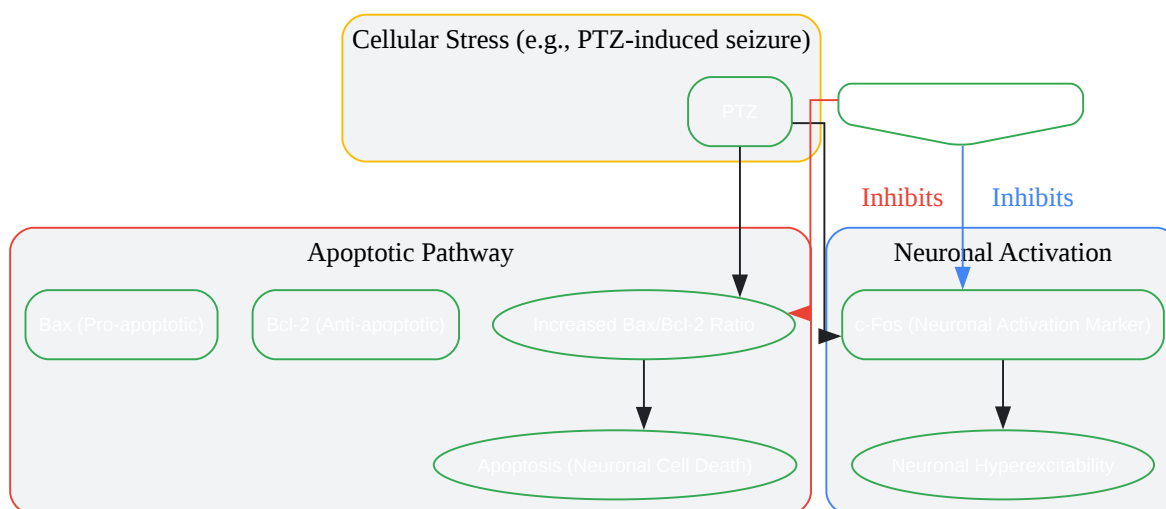 Cellular Stress (e.g., PTZ-induced seizure)
PTZ
Inhibits
Inhibits
Apoptotic Pathway
Neuronal Activation
Bax (Pro-apoptotic)
Bcl-2 (Anti-apoptotic)
Increased Bax/Bcl-2 Ratio
c-Fos (Neuronal Activation Marker)
Apoptosis (Neuronal Cell Death)
Neuronal Hyperexcitability